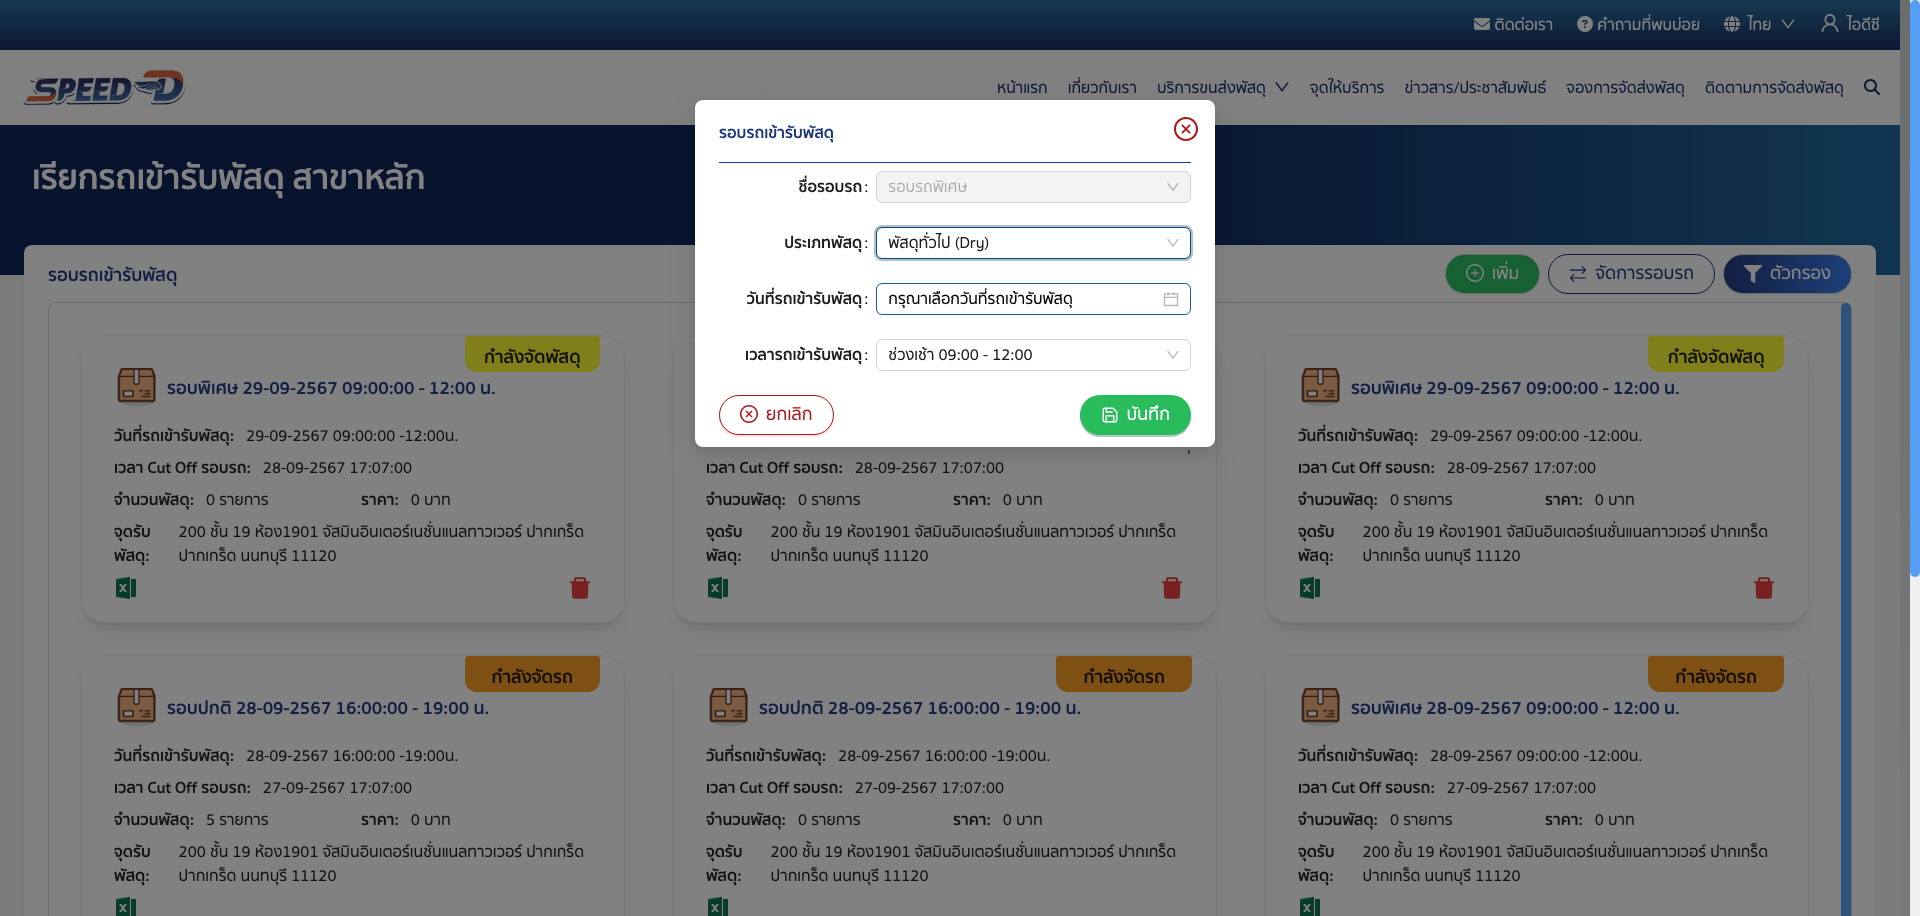 ติดต่อเรา คำถามที่พบบ่อย ไทย ไอดีซี
SPEED-D
หน้าแรก เกี่ยวกับเรา บริการขนส่งพัสดุ จุดให้บริการ ข่าวสาร/ประชาสัมพันธ์ จองการจัดส่งพัสดุ ติดตามการจัดส่งพัสดุ
เรียกรถเข้ารับพัสดุ สาขาหลัก
รอบรถเข้ารับพัสดุ
ชื่อรอบรถ : รอบรถพิเศษ
ประเภทพัสดุ : พัสดุทั่วไป (Dry)
วันที่รถเข้ารับพัสดุ : กรุณาเลือกวันที่รถเข้ารับพัสดุ
เวลารถเข้ารับพัสดุ : ช่วงเช้า 09:00 - 12:00
ยกเลิก บันทึก
รอบรถเข้ารับพัสดุ เพิ่ม จัดการรอบรถ ตัวกรอง
กำลังจัดพัสดุ
รอบพิเศษ 29-09-2567 09:00:00 - 12:00 น.
วันที่รถเข้ารับพัสดุ: 29-09-2567 09:00:00 -12:00น.
เวลา Cut Off รอบรถ: 28-09-2567 17:07:00
จำนวนพัสดุ: 0 รายการ ราคา: 0 บาท
จุดรับพัสดุ: 200 ชั้น 19 ห้อง1901 จัสมินอินเตอร์เนชั่นแนลทาวเวอร์ ปากเกร็ด
ปากเกร็ด นนทบุรี 11120
เวลา Cut Off รอบรถ: 28-09-2567 17:07:00
จำนวนพัสดุ: 0 รายการ ราคา: 0 บาท
จุดรับพัสดุ: 200 ชั้น 19 ห้อง1901 จัสมินอินเตอร์เนชั่นแนลทาวเวอร์ ปากเกร็ด
ปากเกร็ด นนทบุรี 11120
กำลังจัดพัสดุ
รอบพิเศษ 29-09-2567 09:00:00 - 12:00 น.
วันที่รถเข้ารับพัสดุ: 29-09-2567 09:00:00 -12:00น.
เวลา Cut Off รอบรถ: 28-09-2567 17:07:00
จำนวนพัสดุ: 0 รายการ ราคา: 0 บาท
จุดรับพัสดุ: 200 ชั้น 19 ห้อง1901 จัสมินอินเตอร์เนชั่นแนลทาวเวอร์ ปากเกร็ด
ปากเกร็ด นนทบุรี 11120
กำลังจัดรถ
รอบปกติ 28-09-2567 16:00:00 - 19:00 น.
วันที่รถเข้ารับพัสดุ: 28-09-2567 16:00:00 -19:00น.
เวลา Cut Off รอบรถ: 27-09-2567 17:07:00
จำนวนพัสดุ: 5 รายการ ราคา: 0 บาท
จุดรับพัสดุ: 200 ชั้น 19 ห้อง1901 จัสมินอินเตอร์เนชั่นแนลทาวเวอร์ ปากเกร็ด
ปากเกร็ด นนทบุรี 11120
กำลังจัดรถ
รอบปกติ 28-09-2567 16:00:00 - 19:00 น.
วันที่รถเข้ารับพัสดุ: 28-09-2567 16:00:00 -19:00น.
เวลา Cut Off รอบรถ: 27-09-2567 17:07:00
จำนวนพัสดุ: 0 รายการ ราคา: 0 บาท
จุดรับพัสดุ: 200 ชั้น 19 ห้อง1901 จัสมินอินเตอร์เนชั่นแนลทาวเวอร์ ปากเกร็ด
ปากเกร็ด นนทบุรี 11120
กำลังจัดรถ
รอบพิเศษ 28-09-2567 09:00:00 - 12:00 น.
วันที่รถเข้ารับพัสดุ: 28-09-2567 09:00:00 -12:00น.
เวลา Cut Off รอบรถ: 27-09-2567 17:07:00
จำนวนพัสดุ: 0 รายการ ราคา: 0 บาท
จุดรับพัสดุ: 200 ชั้น 19 ห้อง1901 จัสมินอินเตอร์เนชั่นแนลทาวเวอร์ ปากเกร็ด
ปากเกร็ด นนทบุรี 11120